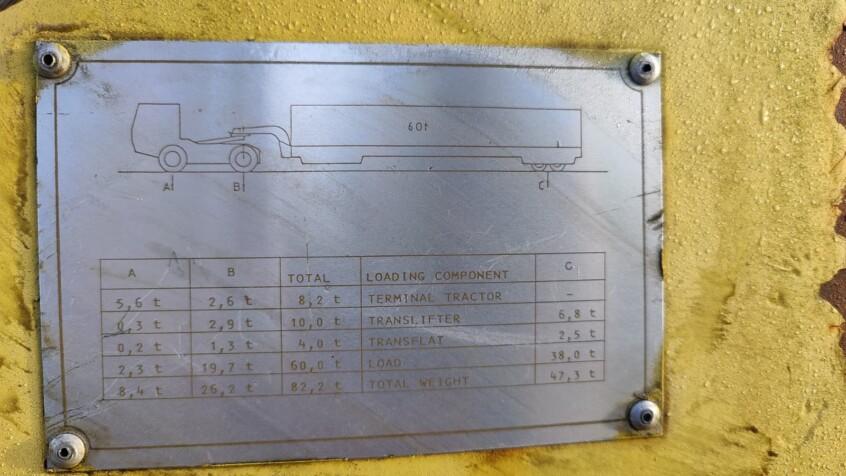 60t
A B C
A B TOTAL LOADING COMPONENT C
5,6 t 2,6 t 8,2 t TERMINAL TRACTOR –
0,3 t 2,9 t 10,0 t TRANSLIFTER 6,8 t
0,2 t 1,3 t 4,0 t TRANSFLAT 2,5 t
2,3 t 19,7 t 60,0 t LOAD 38,0 t
8,4 t 26,2 t 82,2 t TOTAL WEIGHT 47,3 t